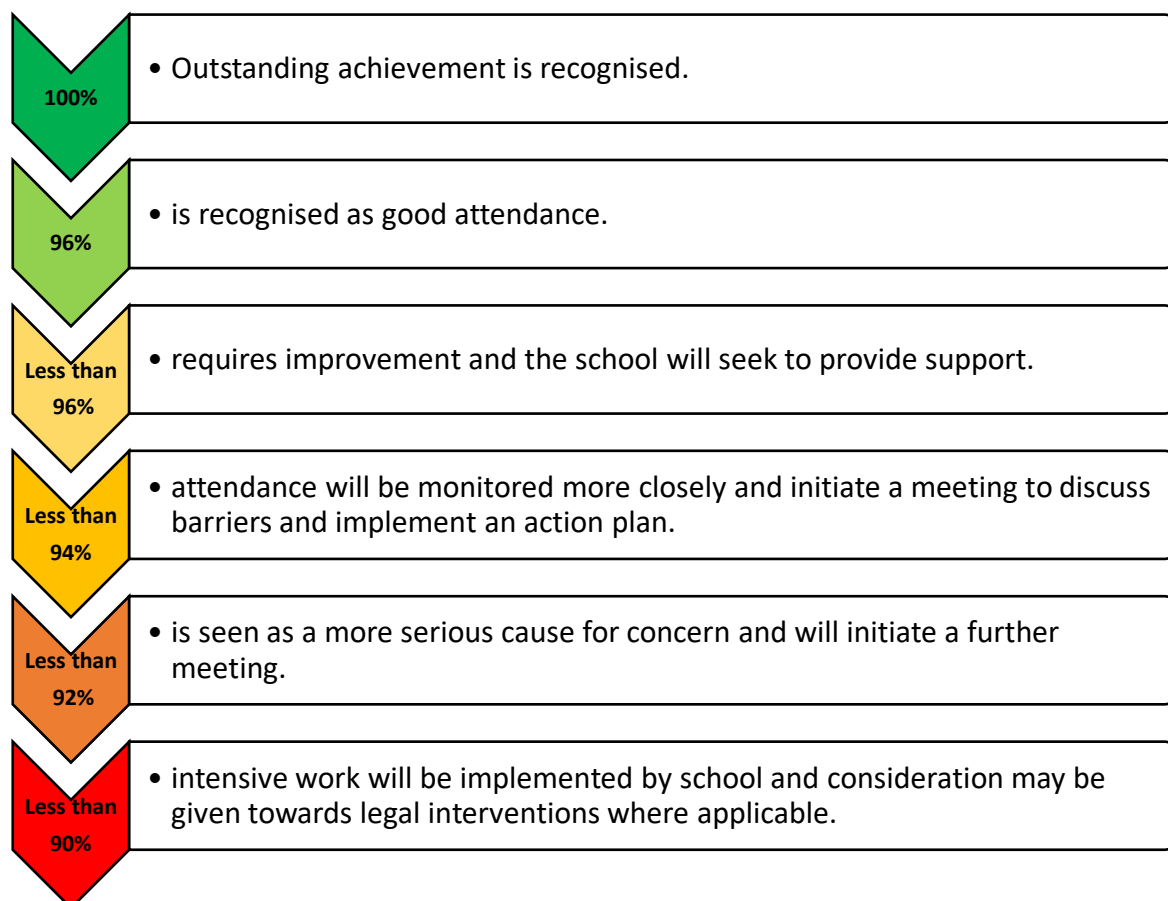 100%
• Outstanding achievement is recognised.
96%
• is recognised as good attendance.
Less than
96%
• requires improvement and the school will seek to provide support.
Less than
94%
• attendance will be monitored more closely and initiate a meeting to discuss
barriers and implement an action plan.
Less than
92%
• is seen as a more serious cause for concern and will initiate a further
meeting.
Less than
90%
• intensive work will be implemented by school and consideration may be
given towards legal interventions where applicable.